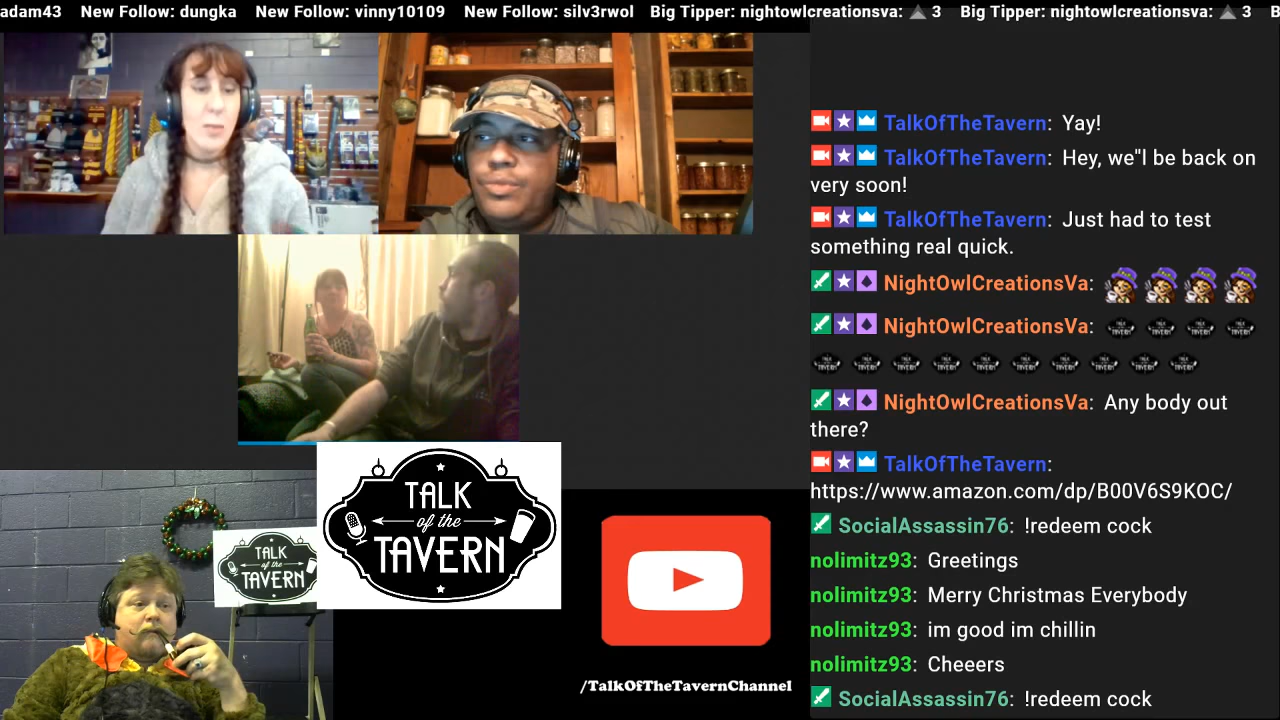 adam43 New Follow: dungka New Follow: vinny10109 New Follow: silv3rwol Big Tipper: nightowlcreationsva: 3 Big Tipper: nightowlcreationsva: 3 B
TalkOfTheTavern: Yay!
TalkOfTheTavern: Hey, we"l be back on
very soon!
TalkOfTheTavern: Just had to test
something real quick.
NightOwlCreationsVa:
NightOwlCreationsVa:
NightOwlCreationsVa: Any body out
there?
TalkOfTheTavern:
https://www.amazon.com/dp/B00V6S9KOC/
SocialAssassin76: !redeem cock
nolimitz93: Greetings
nolimitz93: Merry Christmas Everybody
nolimitz93: im good im chillin
nolimitz93: Cheeers
SocialAssassin76: !redeem cock
TALK
of the
TAVERN
TALK
of the
TAVERN
/TalkOfTheTavernChannel